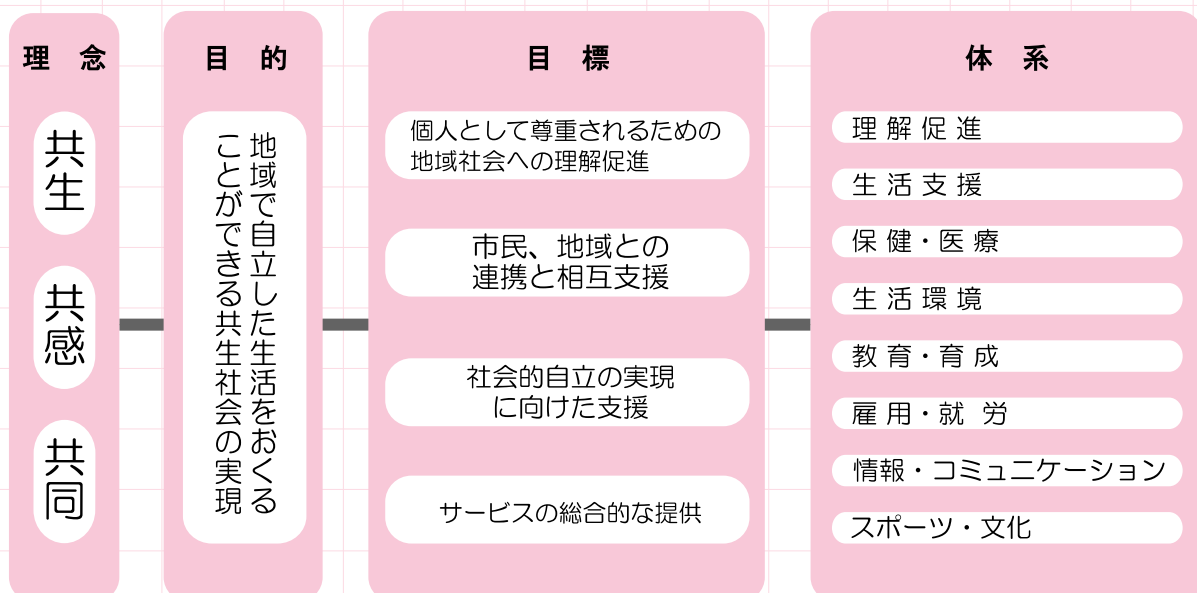 理念
共生
共感
共同
目的
地域で自立した生活をおくる
ことができる共生社会の実現
目標
個人として尊重されるための
地域社会への理解促進
市民、地域との
連携と相互支援
社会的自立の実現
に向けた支援
サービスの総合的な提供
体系
理解促進
生活支援
保健・医療
生活環境
教育・育成
雇用・就労
情報・コミュニケーション
スポーツ・文化